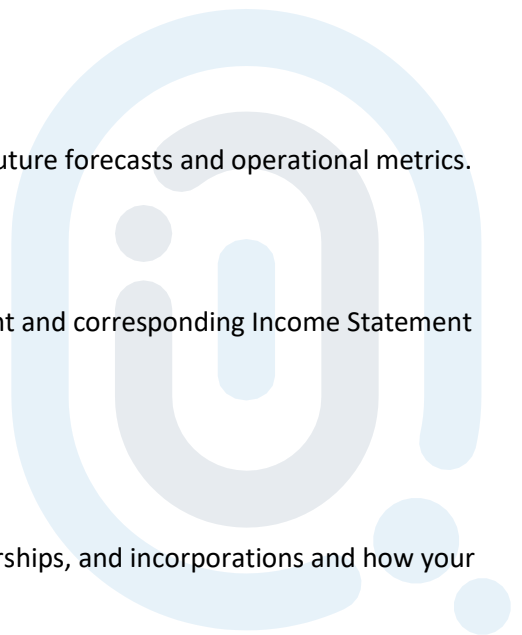 uture forecasts and operational metrics.
nt and corresponding Income Statement
rships, and incorporations and how your